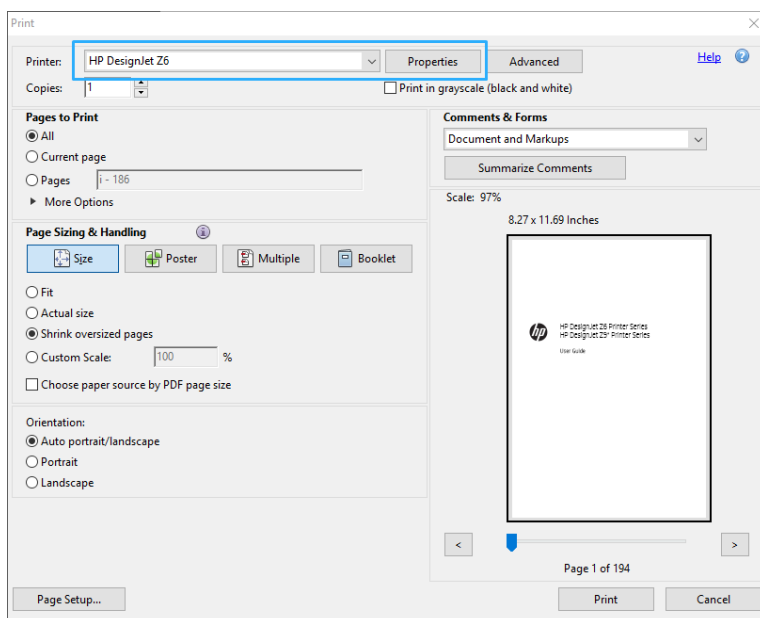 Print
Printer: HP DesignJet Z6 Properties Advanced Help ?
Copies: 1 Print in grayscale (black and white)
Pages to Print
All
Current page
Pages i - 186
More Options
Comments & Forms
Document and Markups
Summarize Comments
Page Sizing & Handling i
Size Poster Multiple Booklet
Fit
Actual size
Shrink oversized pages
Custom Scale: 100 %
Choose paper source by PDF page size
Orientation:
Auto portrait/landscape
Portrait
Landscape
Scale: 97%
8.27 x 11.69 Inches
hp
HP DesignJet Z6 Printer Series
HP DesignJet Z9+ Printer Series
User Guide
< >
Page 1 of 194
Page Setup... Print Cancel